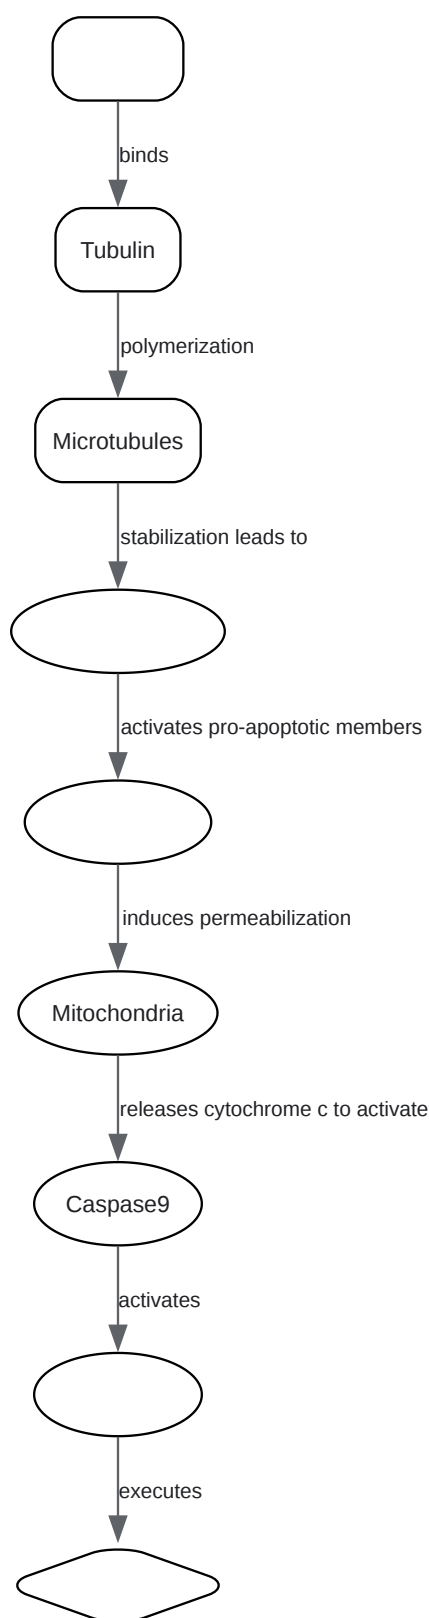 binds
Tubulin
polymerization
Microtubules
stabilization leads to
activates pro-apoptotic members
induces permeabilization
Mitochondria
releases cytochrome c to activate
Caspase9
activates
executes